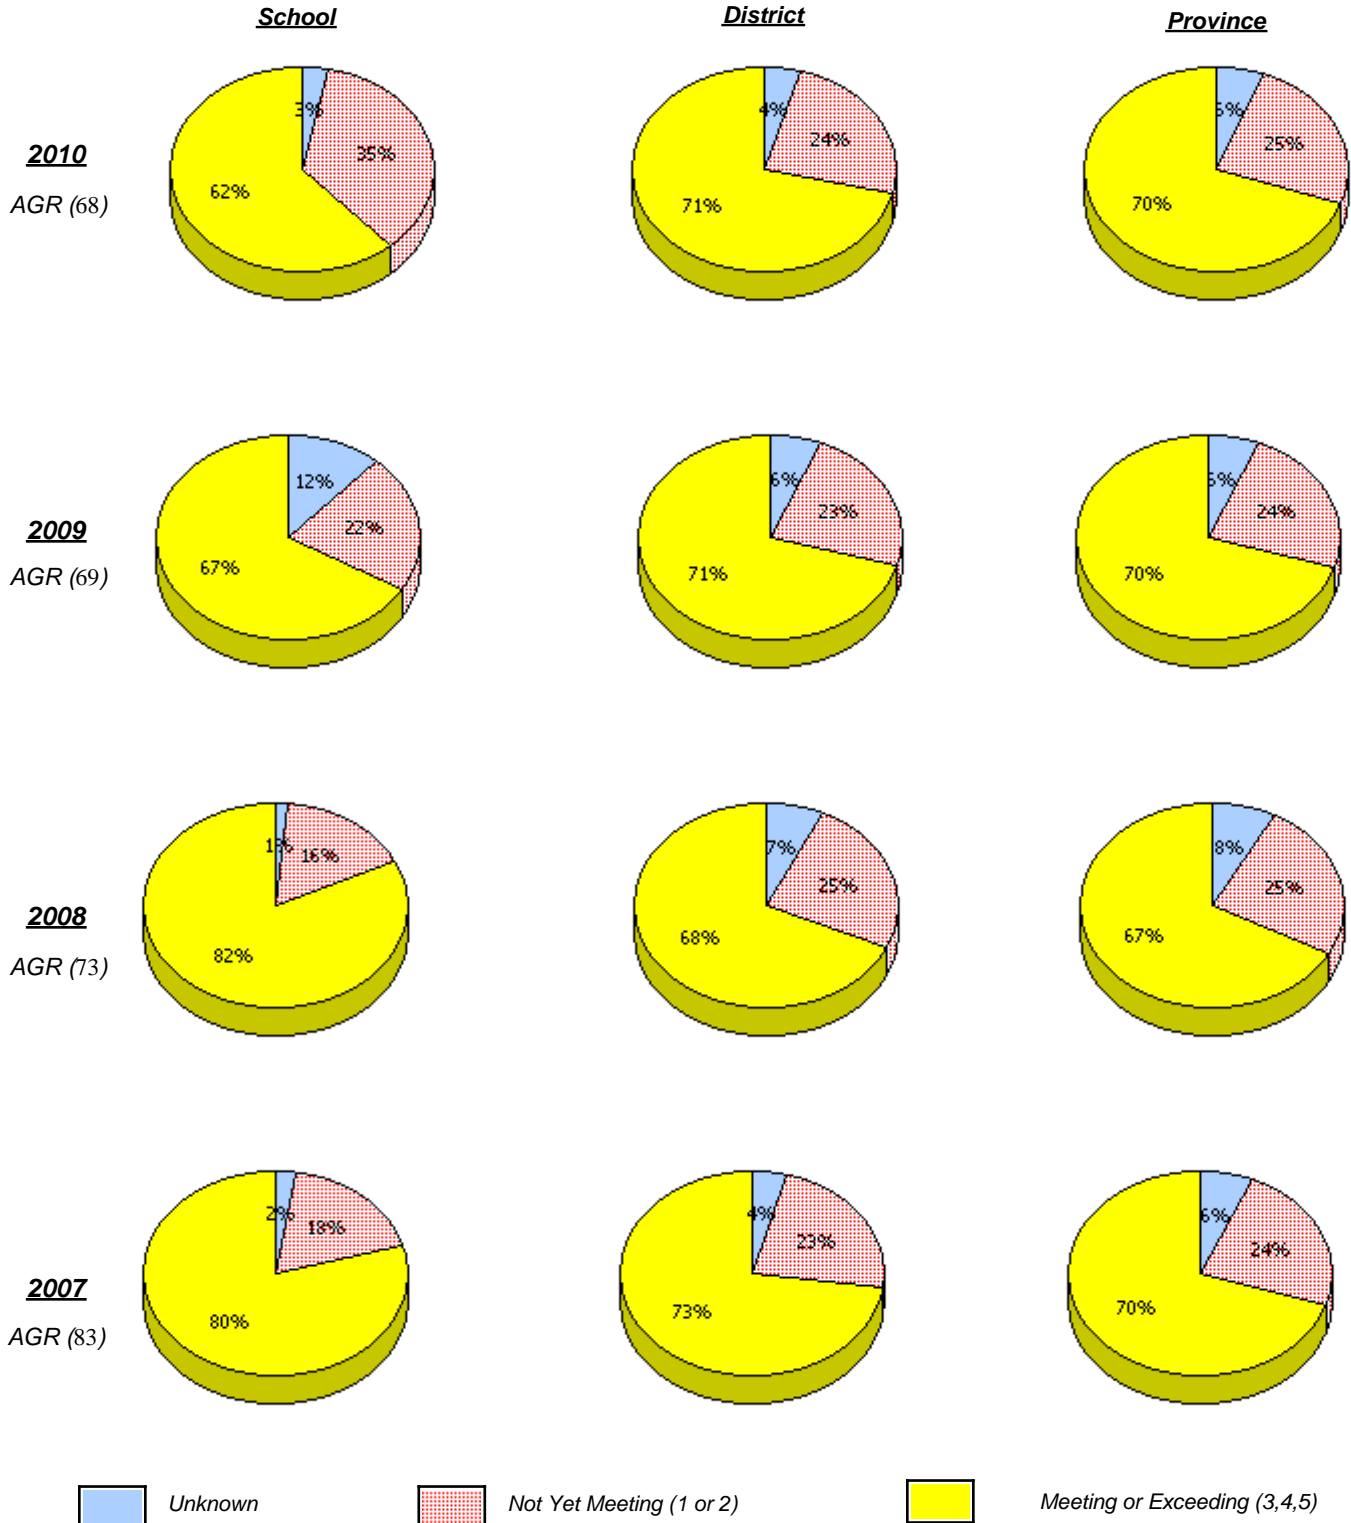 School District Province
2010
AGR (68)
3% 35% 62%
4% 24% 71%
25% 70%
2009
AGR (69)
12% 22% 67%
6% 23% 71%
24% 70%
2008
AGR (73)
1% 16% 82%
7% 25% 68%
8% 25% 67%
2007
AGR (83)
2% 18% 80%
4% 23% 73%
6% 24% 70%
Unknown Not Yet Meeting (1 or 2) Meeting or Exceeding (3,4,5)